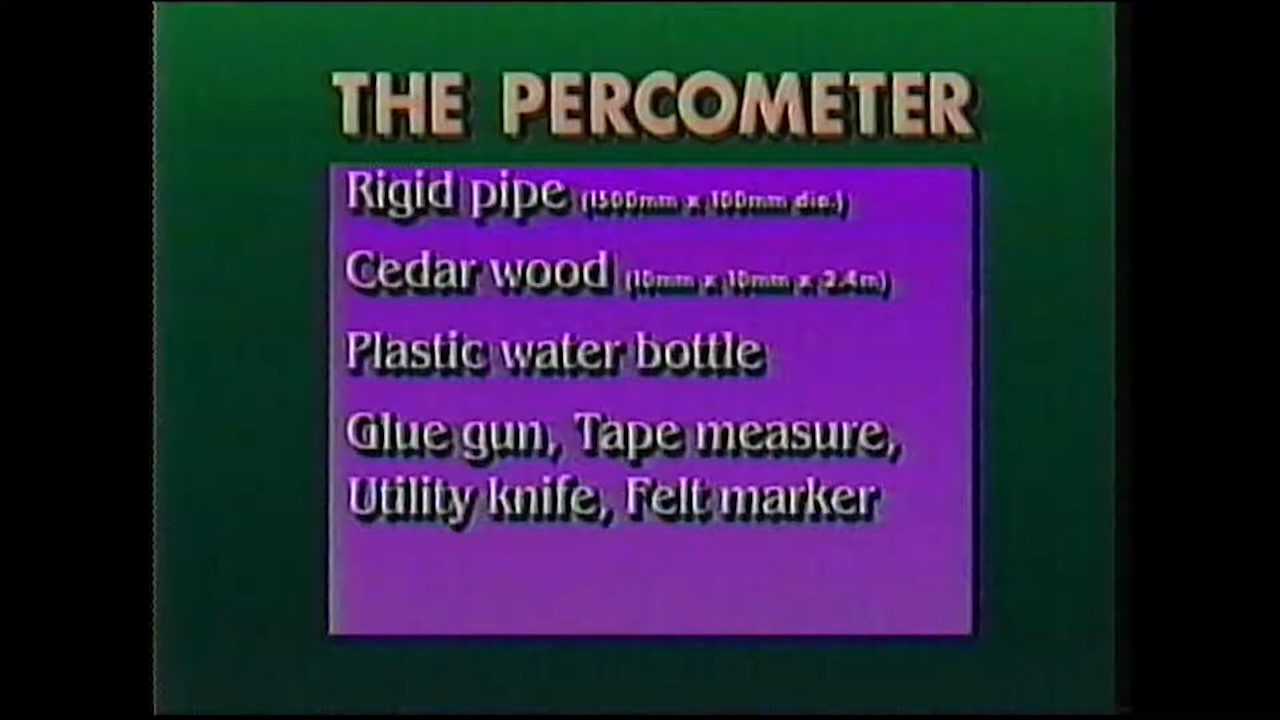 THE PERCOMETER
Rigid pipe (1500mm x 100mm dia.)
Cedar wood (10mm x 10mm x 2.4m)
Plastic water bottle
Glue gun, Tape measure,
Utility knife, Felt marker